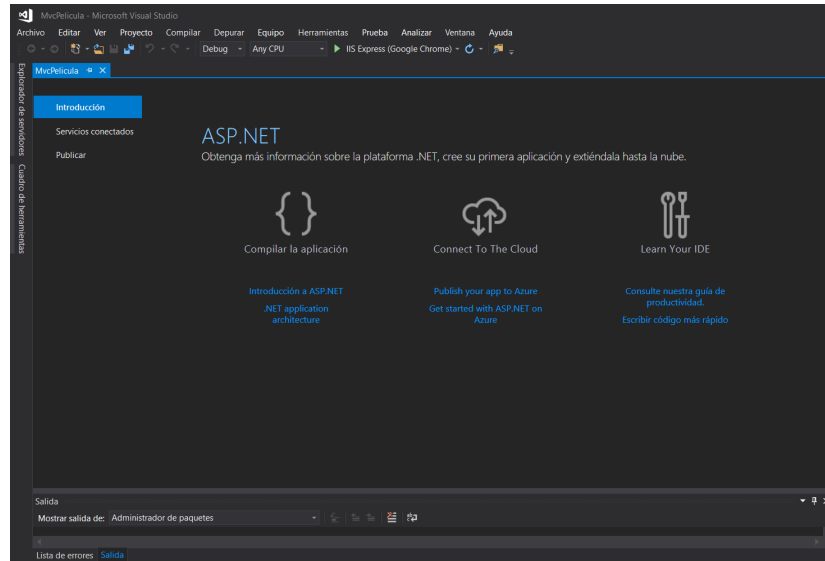 MvcPelicula - Microsoft Visual Studio
Archivo Editar Ver Proyecto Compilar Depurar Equipo Herramientas Prueba Analizar Ventana Ayuda
Debug Any CPU IIS Express (Google Chrome)
Explorador de servidores
Cuadro de herramientas
MvcPelicula
Introducción
Servicios conectados
Publicar
ASP.NET
Obtenga más información sobre la plataforma .NET, cree su primera aplicación y extiéndala hasta la nube.
Compilar la aplicación
Introducción a ASP.NET
.NET application
architecture
Connect To The Cloud
Publish your app to Azure
Get started with ASP.NET on
Azure
Learn Your IDE
Consulte nuestra guía de
productividad.
Escribir código más rápido
Salida
Mostrar salida de: Administrador de paquetes
Lista de errores Salida